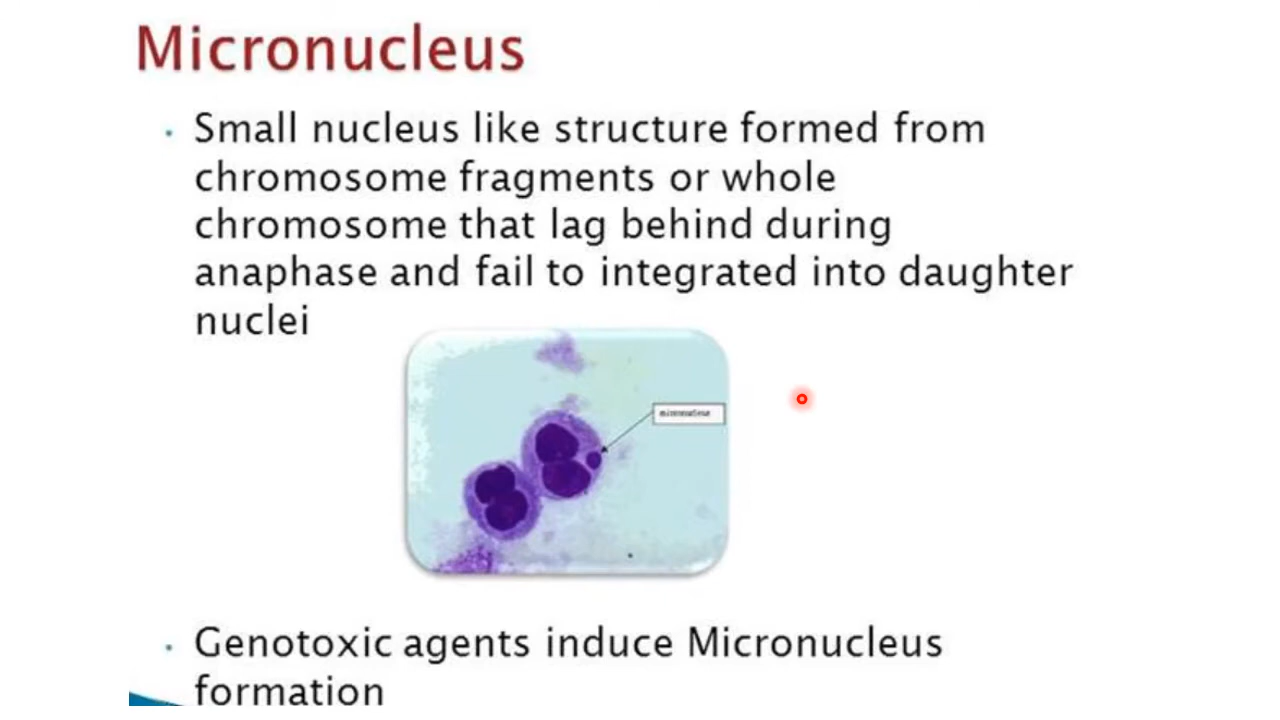 Micronucleus
Small nucleus like structure formed from
chromosome fragments or whole
chromosome that lag behind during
anaphase and fail to integrated into daughter
nuclei
micronucleus
Genotoxic agents induce Micronucleus
formation